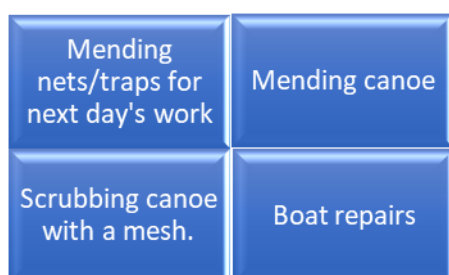 Mending
nets/traps for
next day's work
Mending canoe
Scrubbing canoe
with a mesh.
Boat repairs